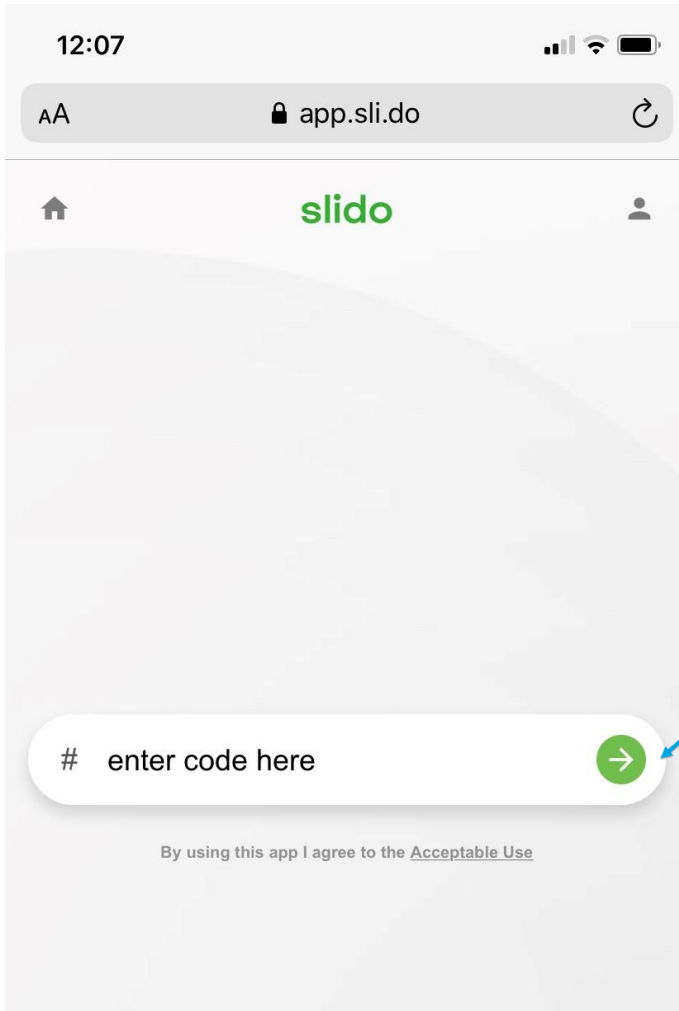 12:07
AA app.sli.do
slido
# enter code here
By using this app I agree to the Acceptable Use